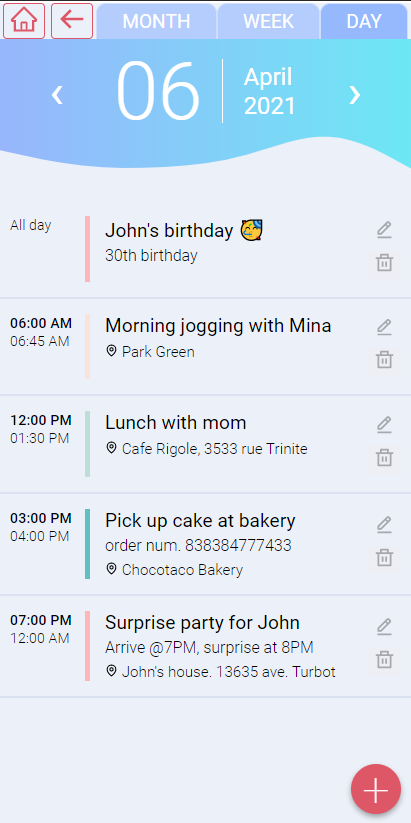 MONTH WEEK DAY
06
April
2021
All day
John's birthday 🥳
30th birthday
06:00 AM
06:45 AM
Morning jogging with Mina
Park Green
12:00 PM
01:30 PM
Lunch with mom
Cafe Rigole, 3533 rue Trinite
03:00 PM
04:00 PM
Pick up cake at bakery
order num. 838384777433
Chocotaco Bakery
07:00 PM
12:00 AM
Surprise party for John
Arrive @7PM, surprise at 8PM
John's house. 13635 ave. Turbot